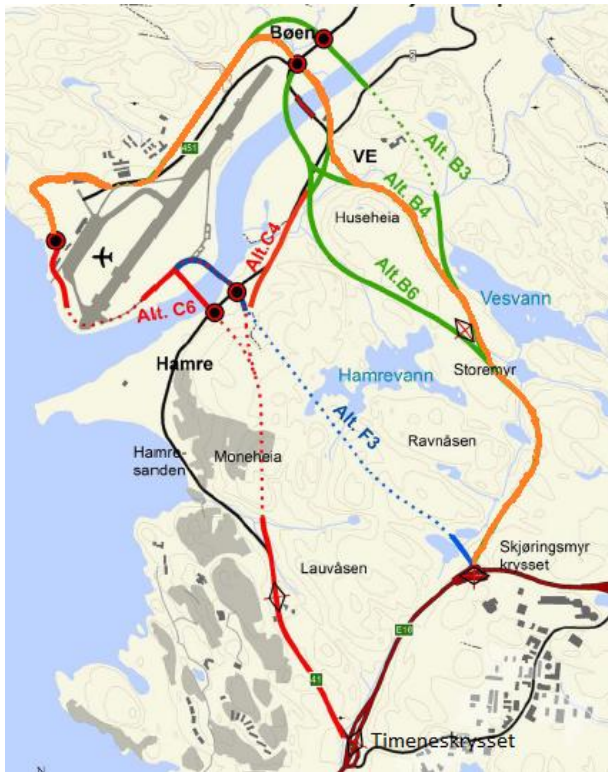 Bøen
3
451
VE
Alt. B3
Alt. B4
Huseheia
Alt. C4
Alt.B6
Vesvann
Alt. C6
Storemyr
Hamre
Hamrevann
Alt. F3
Ravnåsen
Hamre-
sanden
Moneheia
Skjøringsmyr
krysset
Lauvåsen
E18
41
Timeneskrysset
N